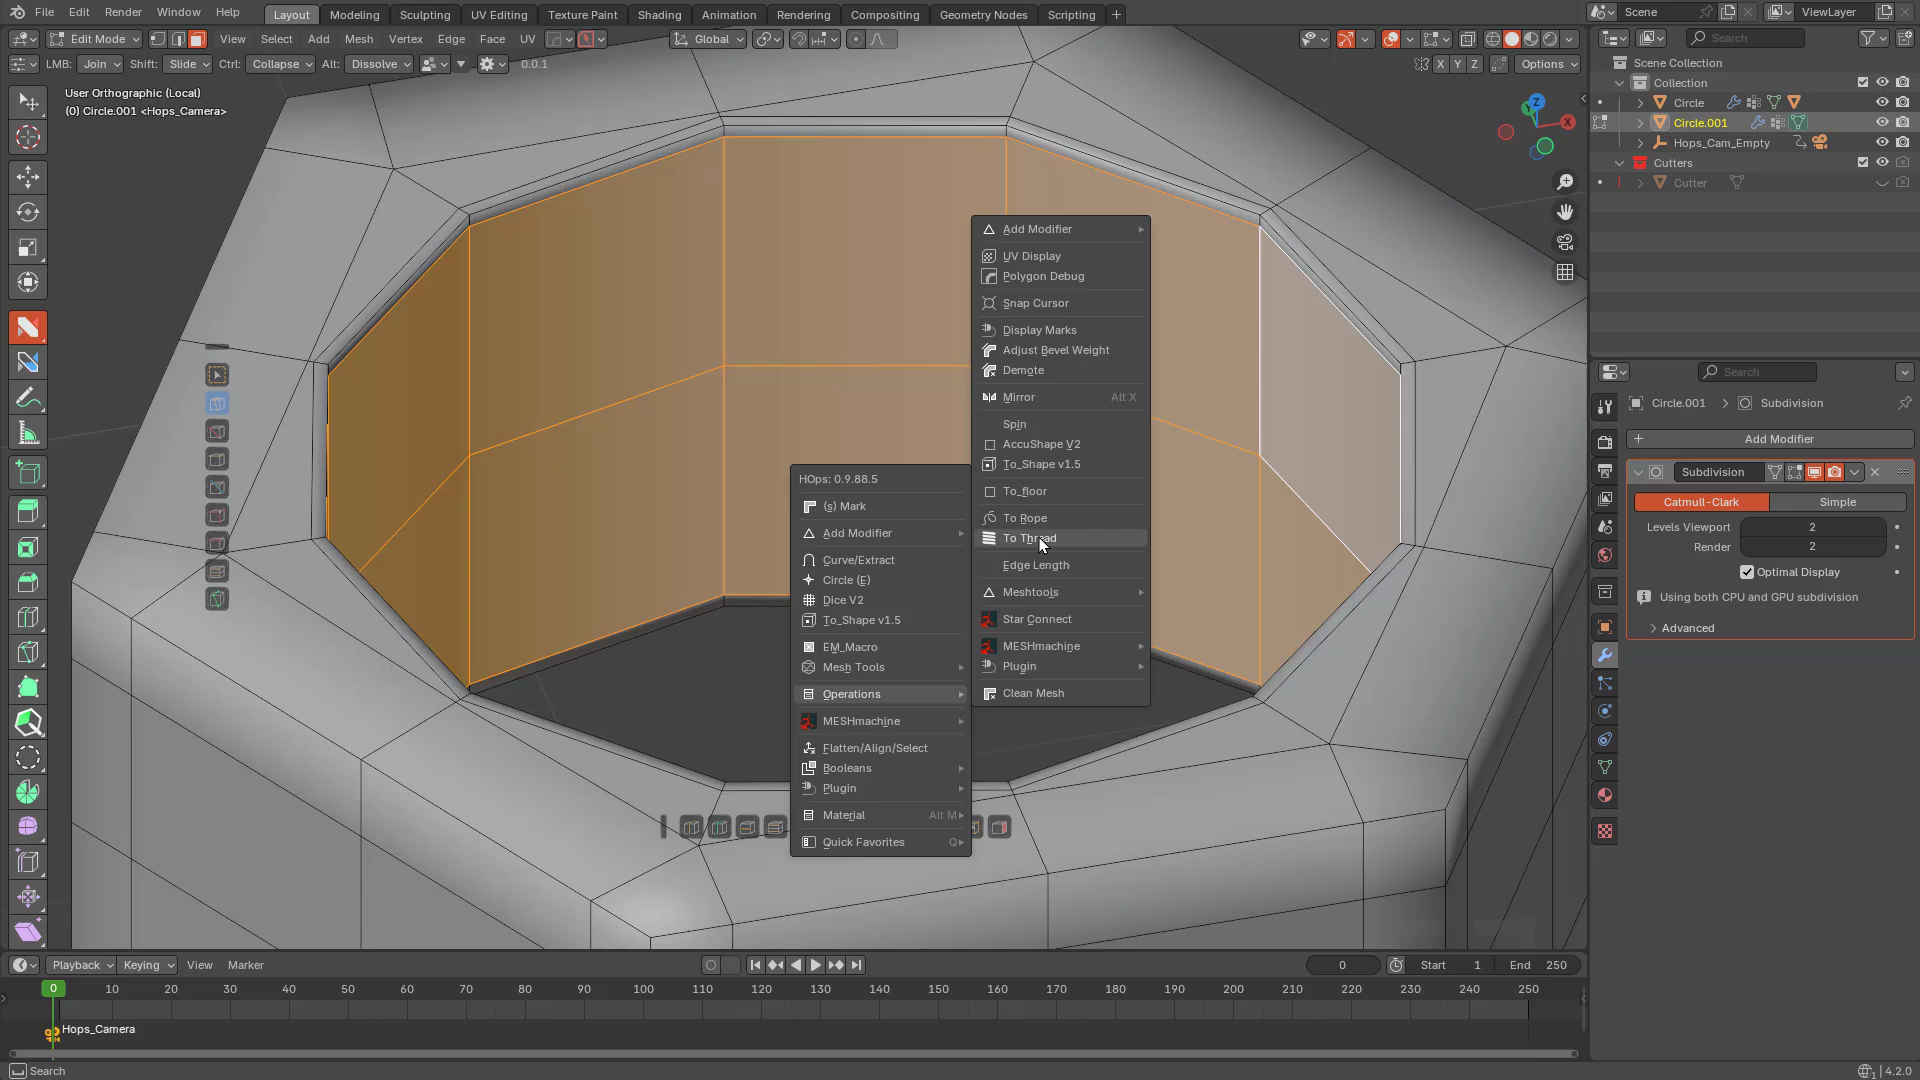 File Edit Render Window Help Layout Modeling Sculpting UV Editing Texture Paint Shading Animation Rendering Compositing Geometry Nodes Scripting + Scene ViewLayer
Edit Mode View Select Add Mesh Vertex Edge Face UV Global Search
LMB: Join Shift: Slide Ctrl: Collapse Alt: Dissolve 0.0.1 X Y Z Options
User Orthographic (Local)
(0) Circle.001 <Hops_Camera>
Z
Y
X
Scene Collection
Collection
Circle
Circle.001
Hops_Cam_Empty
Cutters
Cutter
Add Modifier
UV Display
Polygon Debug
Snap Cursor
Display Marks
Adjust Bevel Weight
Demote
Mirror Alt X
Spin
AccuShape V2
To_Shape v1.5
To_floor
To Rope
To Thread
Edge Length
Meshtools
Star Connect
MESHmachine
Plugin
Clean Mesh
HOps: 0.9.88.5
(s) Mark
Add Modifier
Curve/Extract
Circle (E)
Dice V2
To_Shape v1.5
EM_Macro
Mesh Tools
Operations
MESHmachine
Flatten/Align/Select
Booleans
Plugin
Material Alt M
Quick Favorites Q
Search
Circle.001 > Subdivision
+ Add Modifier
Subdivision
Catmull-Clark Simple
Levels Viewport 2
Render 2
Optimal Display
Using both CPU and GPU subdivision
Advanced
Playback Keying View Marker 0 Start 1 End 250
0 10 20 30 40 50 60 70 80 90 100 110 120 130 140 150 160 170 180 190 200 210 220 230 240 250
Hops_Camera
Search 4.2.0